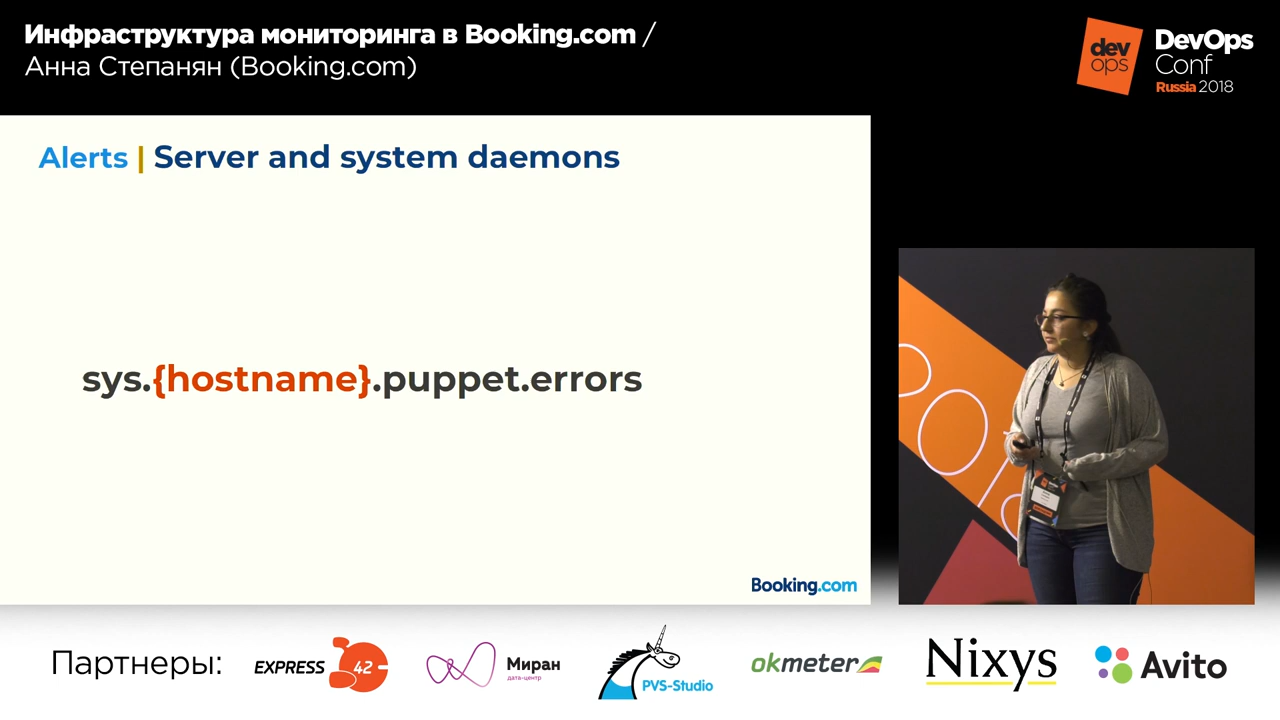 Инфраструктура мониторинга в Booking.com /
Анна Степанян (Booking.com)
dev
ops
DevOps
Conf
Russia 2018
Alerts | Server and system daemons
sys.{hostname}.puppet.errors
Booking.com
Партнеры:
EXPRESS 42
Миран
дата-центр
PVS-Studio
okmeter
Nixys
Avito